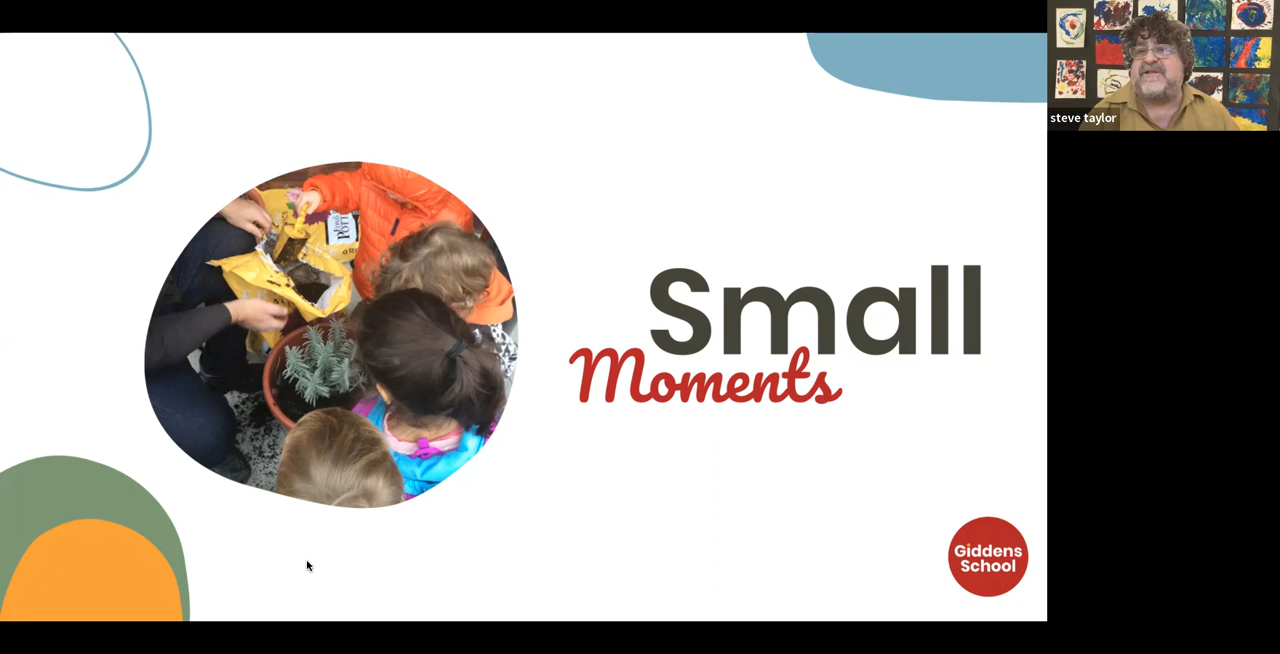 Small
Moments
Giddens
School
steve taylor